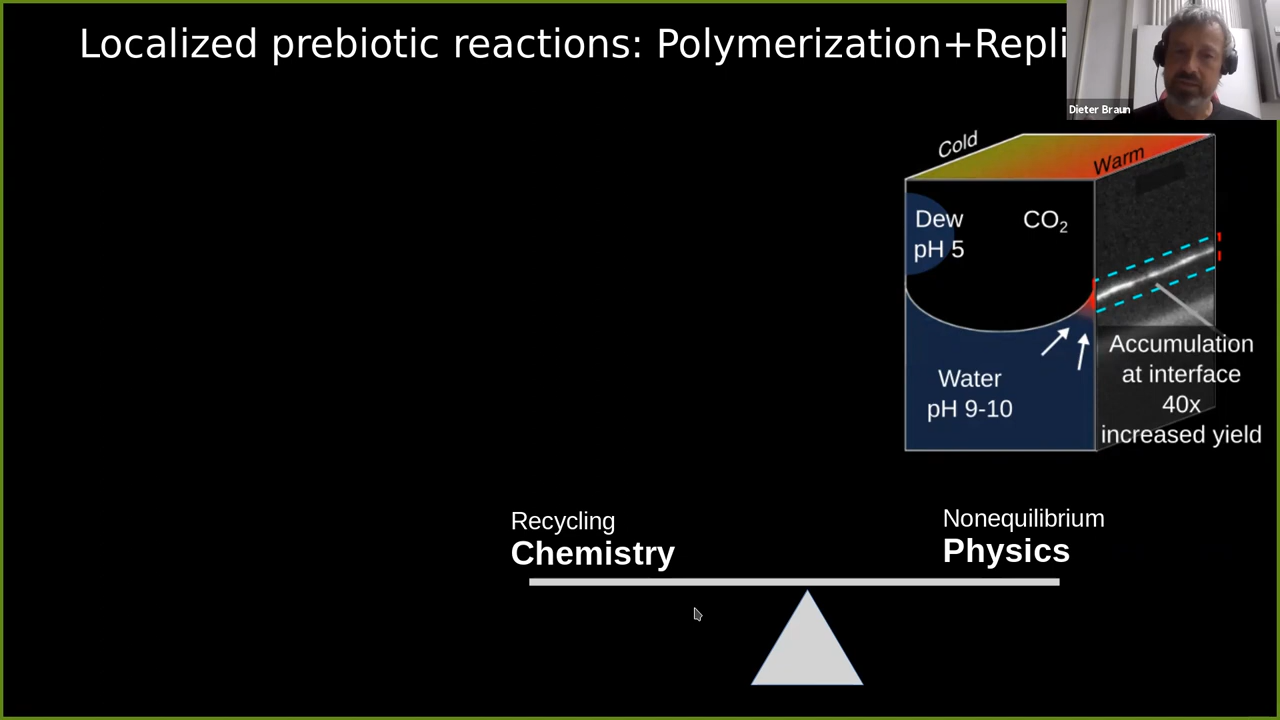 Localized prebiotic reactions: Polymerization+Repli
Dieter Braun
Cold
Warm
Dew
pH 5
CO₂
Water
pH 9-10
Accumulation
at interface
40x
increased yield
Recycling
Chemistry
Nonequilibrium
Physics